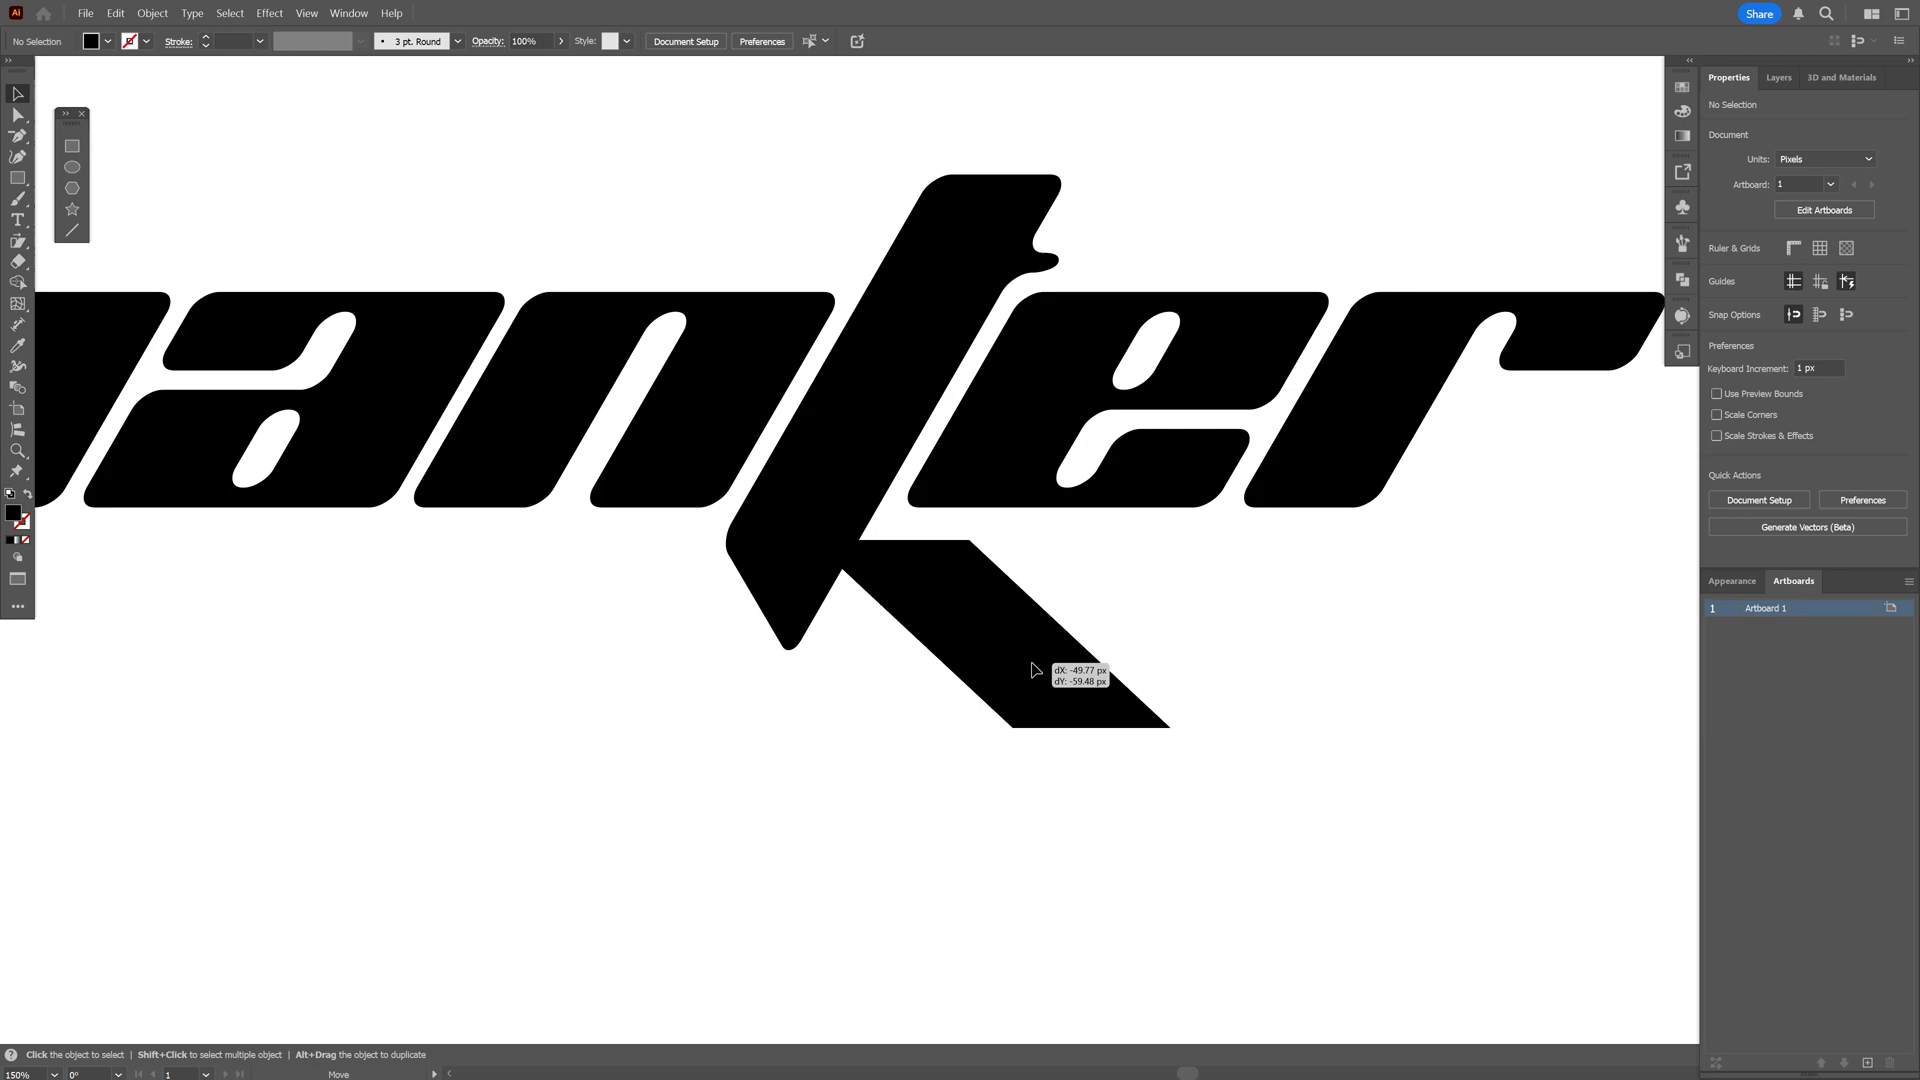 Ai File Edit Object Type Select Effect View Window Help Share
No Selection Stroke: 3 pt. Round Opacity: 100% Style: Document Setup Preferences
Properties Layers 3D and Materials
No Selection
Document
Units: Pixels
Artboard: 1
Edit Artboards
Ruler & Grids
Guides
Snap Options
Preferences
Keyboard Increment: 1 px
Use Preview Bounds
Scale Corners
Scale Strokes & Effects
Quick Actions
Document Setup Preferences
Generate Vectors (Beta)
Appearance Artboards
1 Artboard 1
anter
dX: -49.77 px
dY: -59.48 px
Click the object to select | Shift+Click to select multiple object | Alt+Drag the object to duplicate
150% 0° 1 Move